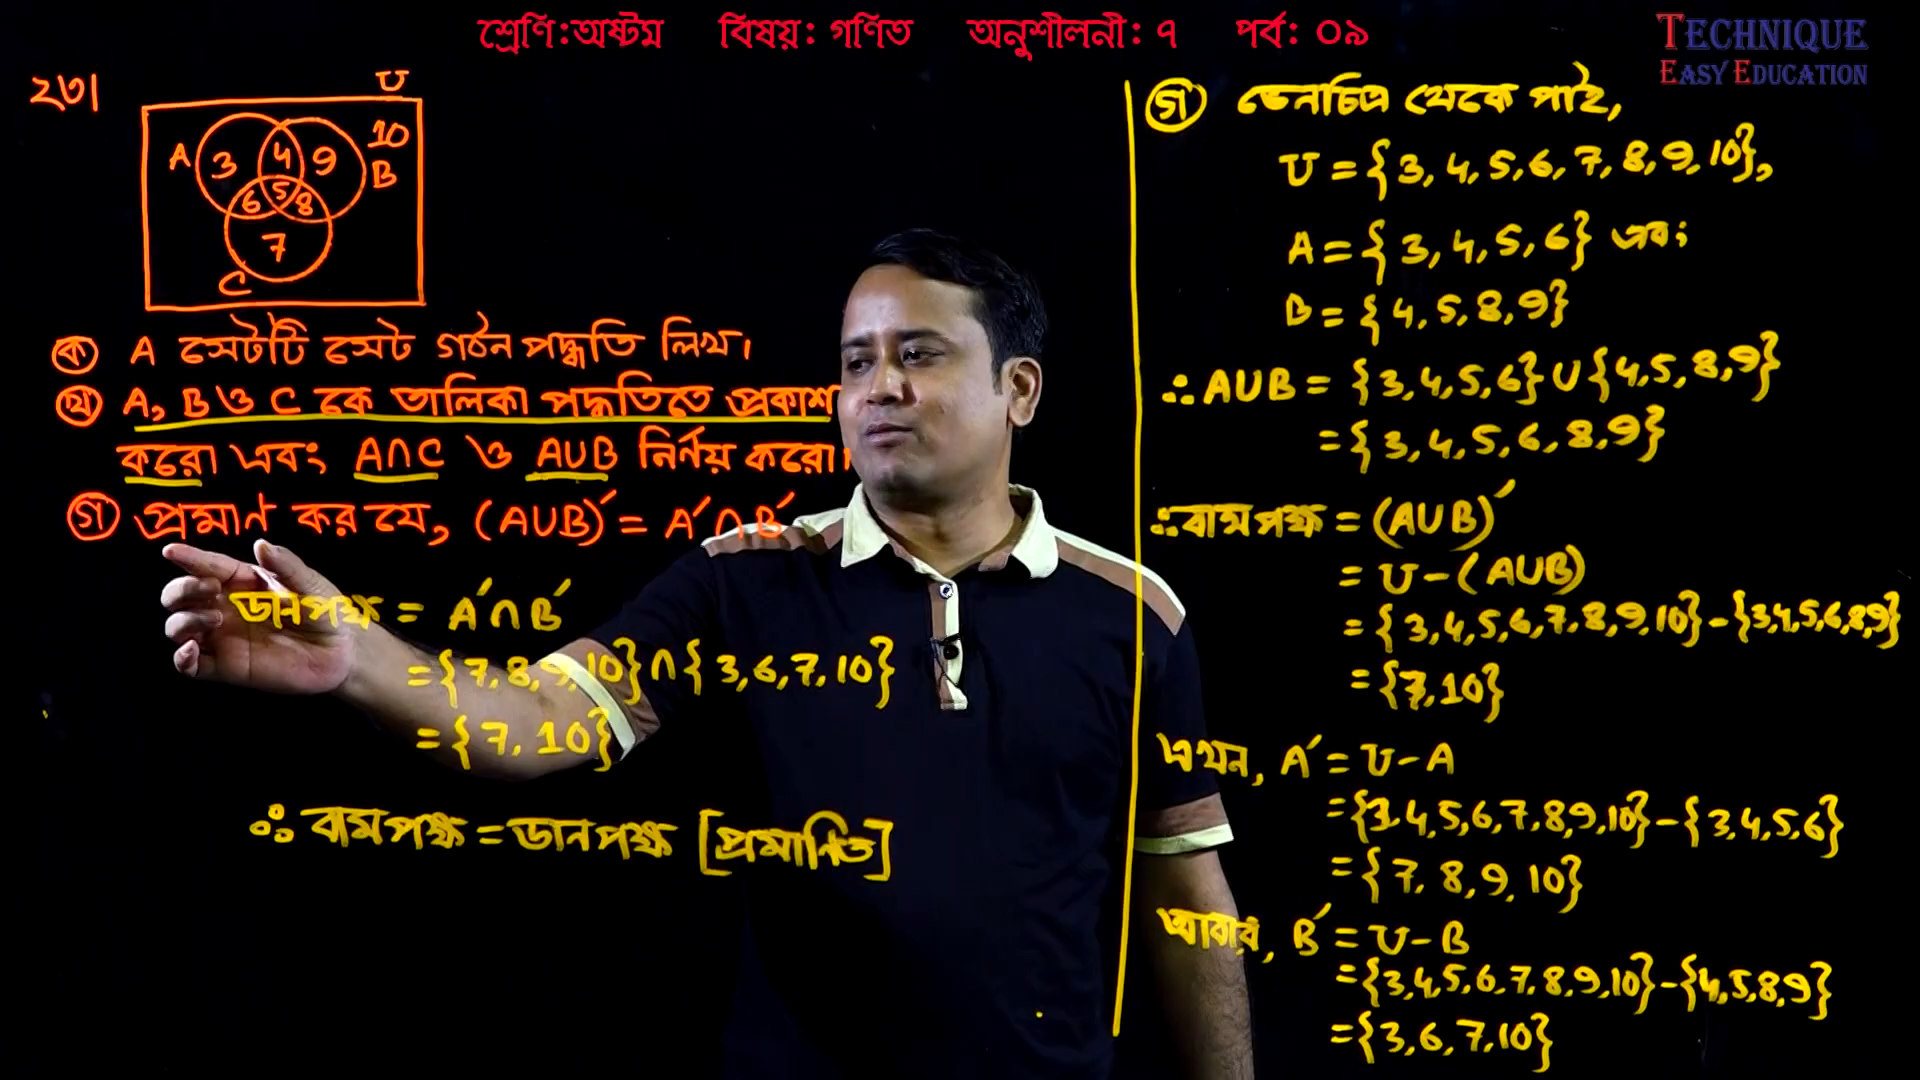 শ্রেণি:অষ্টম বিষয়: গণিত অনুশীলনী: ৭ পর্ব: ০৯
TECHNIQUE
EASY EDUCATION
২৩।
U
A 3 4 9 10
B
6 5 8
7
C
ক A সেটটি সেট গঠন পদ্ধতি লিখ।
খ A, B ও C কে তালিকা পদ্ধতিতে প্রকাশ
করো এবং A∩C ও A∪B নির্ণয় করো।
গ প্রমাণ কর যে, (A∪B)′ = A′∩B′
ডানপক্ষ = A′∩B′
= {7,8,9,10}∩{3,6,7,10}
= {7, 10}
∴ বামপক্ষ = ডানপক্ষ [প্রমাণিত]
গ ভেনচিত্র থেকে পাই,
U = {3, 4, 5, 6, 7, 8, 9, 10},
A = {3, 4, 5, 6} এবং
B = {4, 5, 8, 9}
∴ A∪B = {3,4,5,6}∪{4,5,8,9}
= {3, 4, 5, 6, 8, 9}
∴ বামপক্ষ = (A∪B)′
= U-(A∪B)
= {3,4,5,6,7,8,9,10}-{3,4,5,6,8,9}
= {7,10}
এখন, A′ = U-A
= {3,4,5,6,7,8,9,10}-{3,4,5,6}
= {7, 8, 9, 10}
আবার, B′ = U-B
= {3,4,5,6,7,8,9,10}-{4,5,8,9}
= {3,6,7,10}